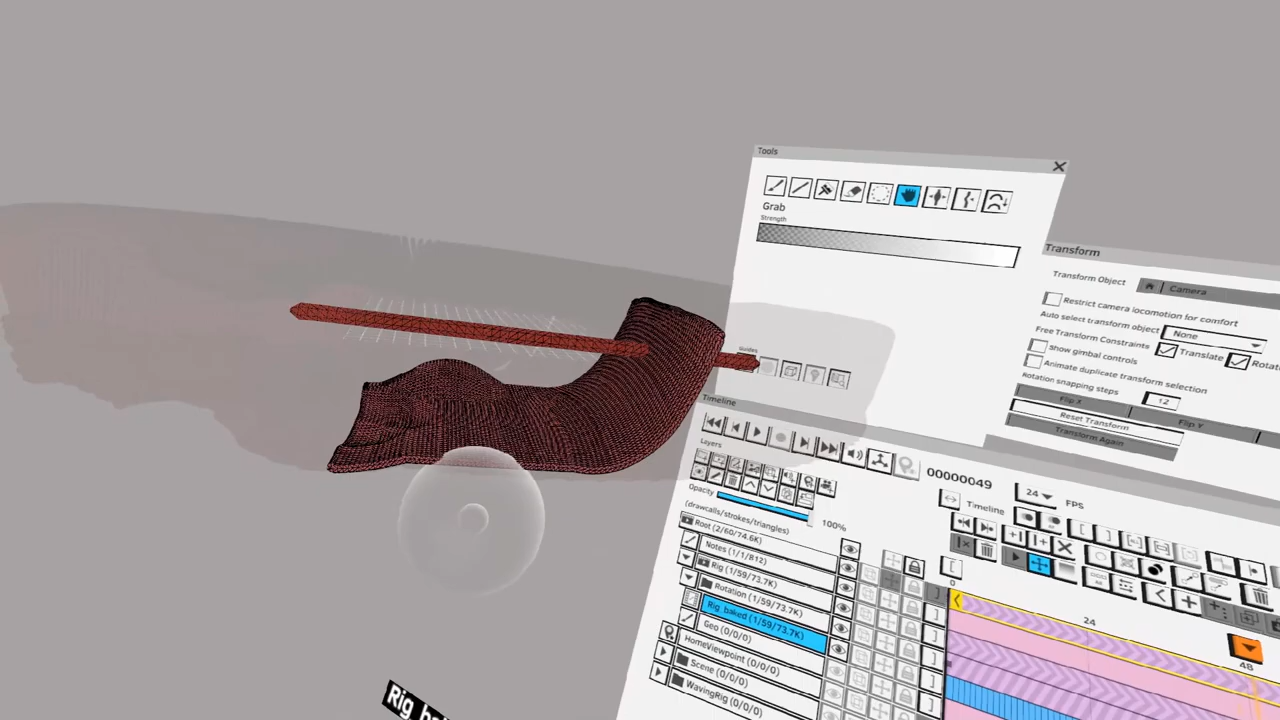 Tools
Grab
Strength
Guides
Transform
Transform Object
Camera
Restrict camera locomotion for comfort
Auto select transform object
None
Free Transform Constraints
Translate
Show gimbal controls
Animate duplicate transform selection
Rotation snapping steps
12
Flip X
Flip Y
Reset Transform
Transform Again
Timeline
Layers
Opacity
100%
(drawcalls/strokes/triangles)
Root (2/60/74.6K)
Notes (1/1/812)
Rig (1/59/73.7K)
Rotation (1/59/73.7K)
Rig_baked (1/59/73.7K)
Geo (0/0/0)
HomeViewpoint (0/0/0)
Scene (0/0/0)
WavingRig (0/0/0)
00000049
24
FPS
Timeline
0
24
48